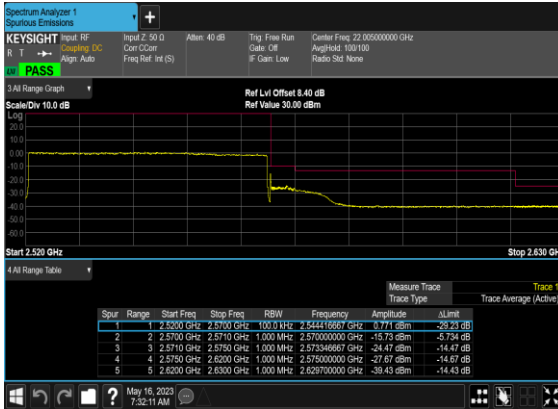 Spectrum Analyzer 1
Spurious Emissions
KEYSIGHT
R T
Input: RF
Coupling: DC
Align: Auto
Input Z: 50 Ω
Corr CCorr
Freq Ref: Int (S)
Atten: 40 dB
Trig: Free Run
Gate: Off
IF Gain: Low
Center Freq: 22.005000000 GHz
Avg|Hold: 100/100
Radio Std: None
PASS
3 All Range Graph
Scale/Div 10.0 dB
Ref Lvl Offset 8.40 dB
Ref Value 30.00 dBm
Log
20.0
10.0
0.00
-10.0
-20.0
-30.0
-40.0
-50.0
-60.0
Start 2.520 GHz
Stop 2.630 GH
4 All Range Table
Measure Trace Trace 1
Trace Type Trace Average (Active)
Spur Range Start Freq Stop Freq RBW Frequency Amplitude ΔLimit
1 1 2.5200 GHz 2.5700 GHz 100.0 kHz 2.544416667 GHz 0.771 dBm -29.23 dB
2 2 2.5700 GHz 2.5710 GHz 1.000 MHz 2.570000000 GHz -15.73 dBm -5.734 dB
3 3 2.5710 GHz 2.5750 GHz 1.000 MHz 2.573346667 GHz -24.47 dBm -14.47 dB
4 4 2.5750 GHz 2.6200 GHz 1.000 MHz 2.575000000 GHz -27.67 dBm -14.67 dB
5 5 2.6200 GHz 2.6300 GHz 1.000 MHz 2.629700000 GHz -39.43 dBm -14.43 dB
?
May 16, 2023
7:32:11 AM